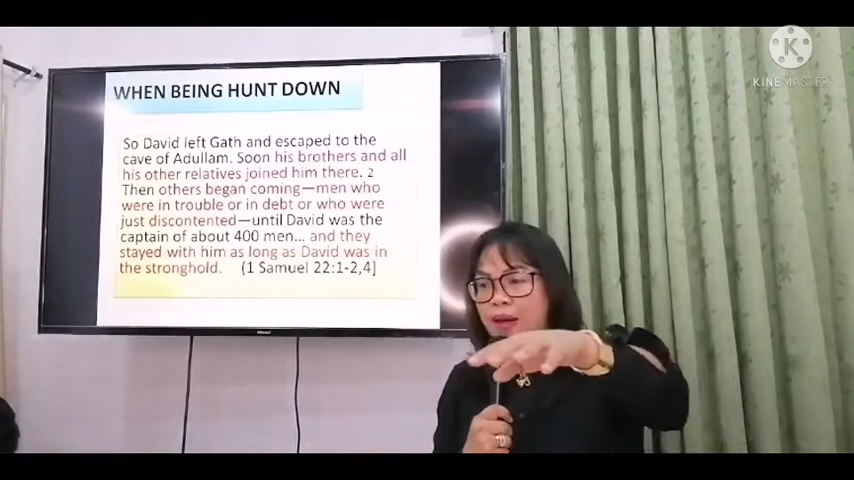 WHEN BEING HUNT DOWN
So David left Gath and escaped to the
cave of Adullam. Soon his brothers and all
his other relatives joined him there. 2
Then others began coming—men who
were in trouble or in debt or who were
just discontented—until David was the
captain of about 400 men... and they
stayed with him as long as David was in
the stronghold. (1 Samuel 22:1-2,4]
K
KINEMASTER